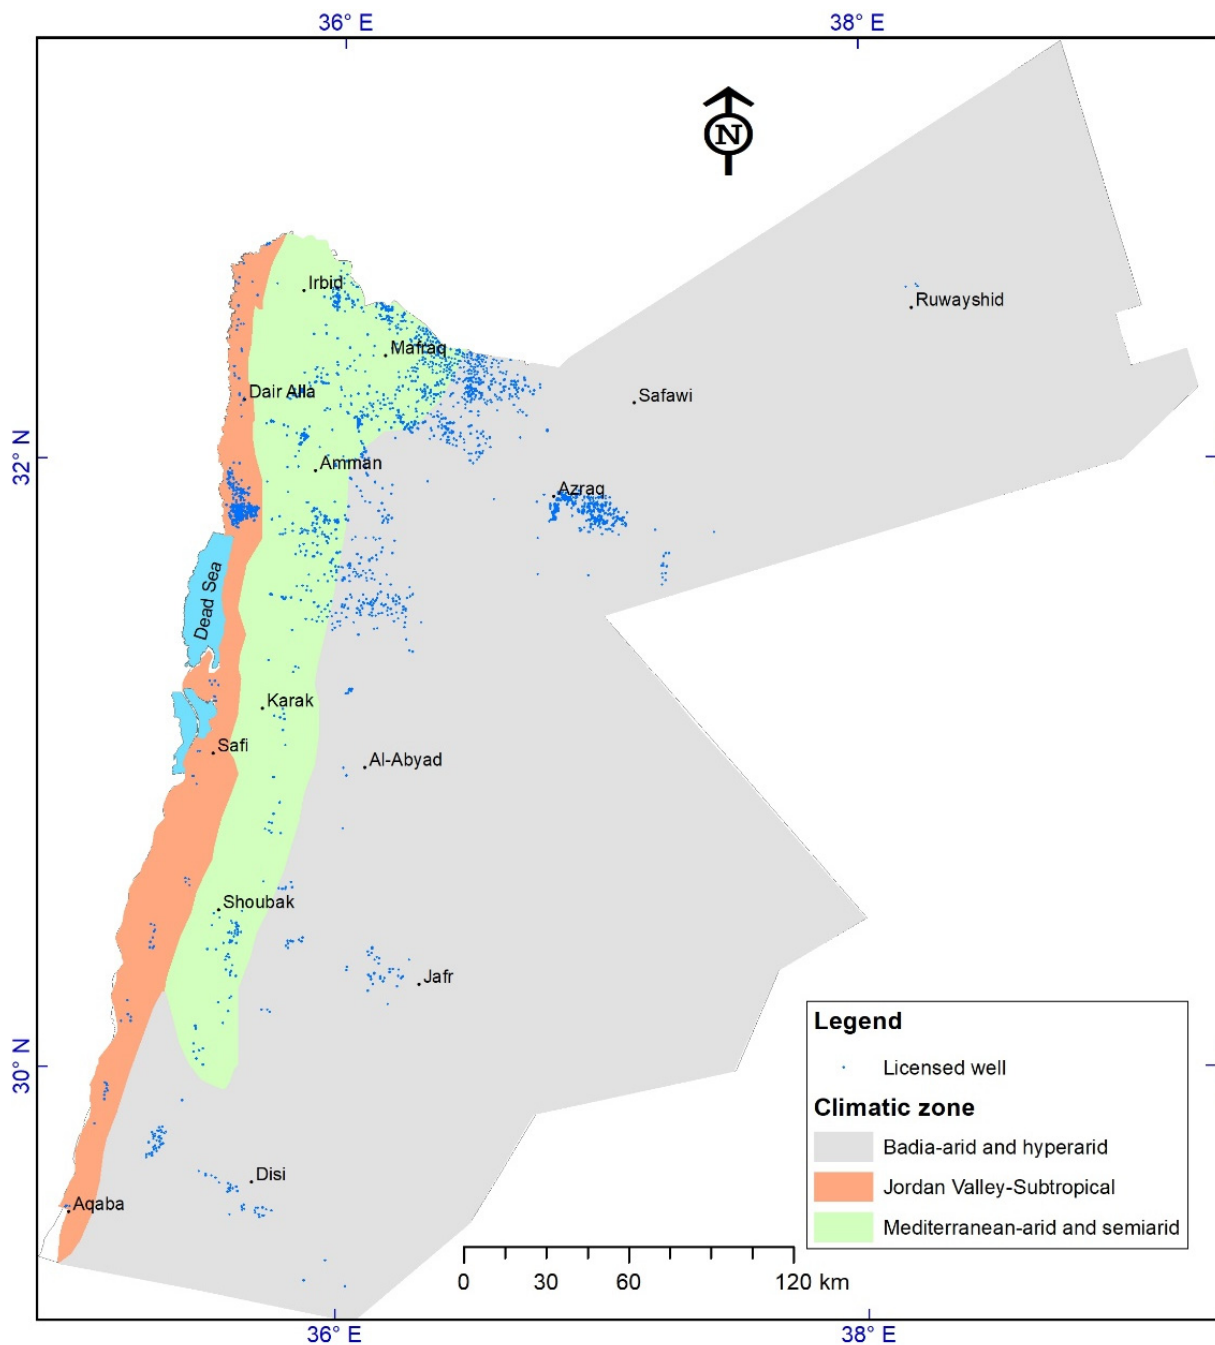 36° E
38° E
N
Irbid
Ruwayshid
Mafraq
Dair Alla
Safawi
32° N
Amman
Azraq
Dead Sea
Karak
Safi
Al-Abyad
Shoubak
Jafr
Legend
Licensed well
30° N
Climatic zone
Badia-arid and hyperarid
Disi
Jordan Valley-Subtropical
Aqaba
Mediterranean-arid and semiarid
0 30 60 120 km
36° E
38° E